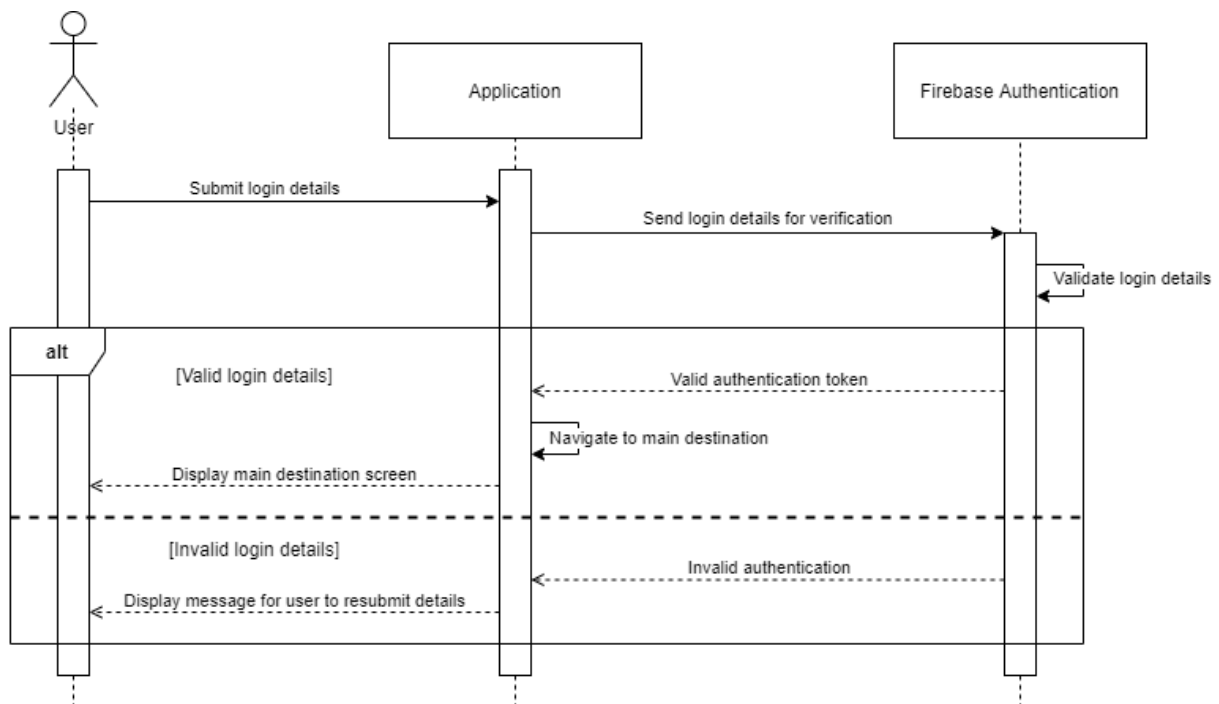 User
Application
Firebase Authentication
Submit login details
Send login details for verification
Validate login details
alt
[Valid login details]
Valid authentication token
Navigate to main destination
Display main destination screen
[Invalid login details]
Invalid authentication
Display message for user to resubmit details